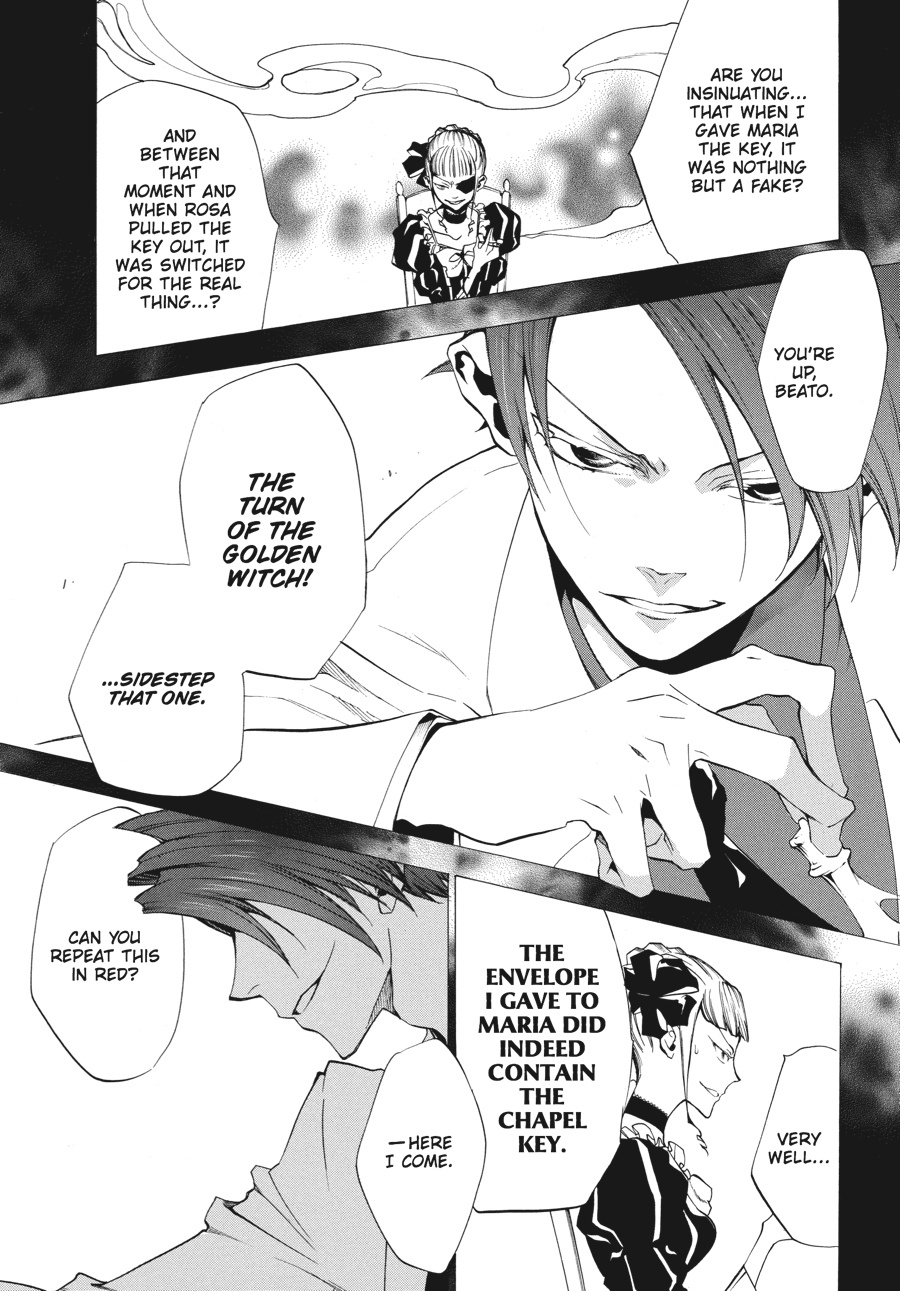 ARE YOU
INSINUATING...
THAT WHEN I
GAVE MARIA
THE KEY, IT
WAS NOTHING
BUT A FAKE?
AND
BETWEEN
THAT
MOMENT AND
WHEN ROSA
PULLED THE
KEY OUT, IT
WAS SWITCHED
FOR THE REAL
THING...?
YOU'RE
UP,
BEATO.
THE
TURN
OF THE
GOLDEN
WITCH!
...SIDESTEP
THAT ONE.
VERY
WELL...
THE
ENVELOPE
I GAVE TO
MARIA DID
INDEED
CONTAIN
THE
CHAPEL
KEY.
CAN YOU
REPEAT THIS
IN RED?
—HERE
I COME.